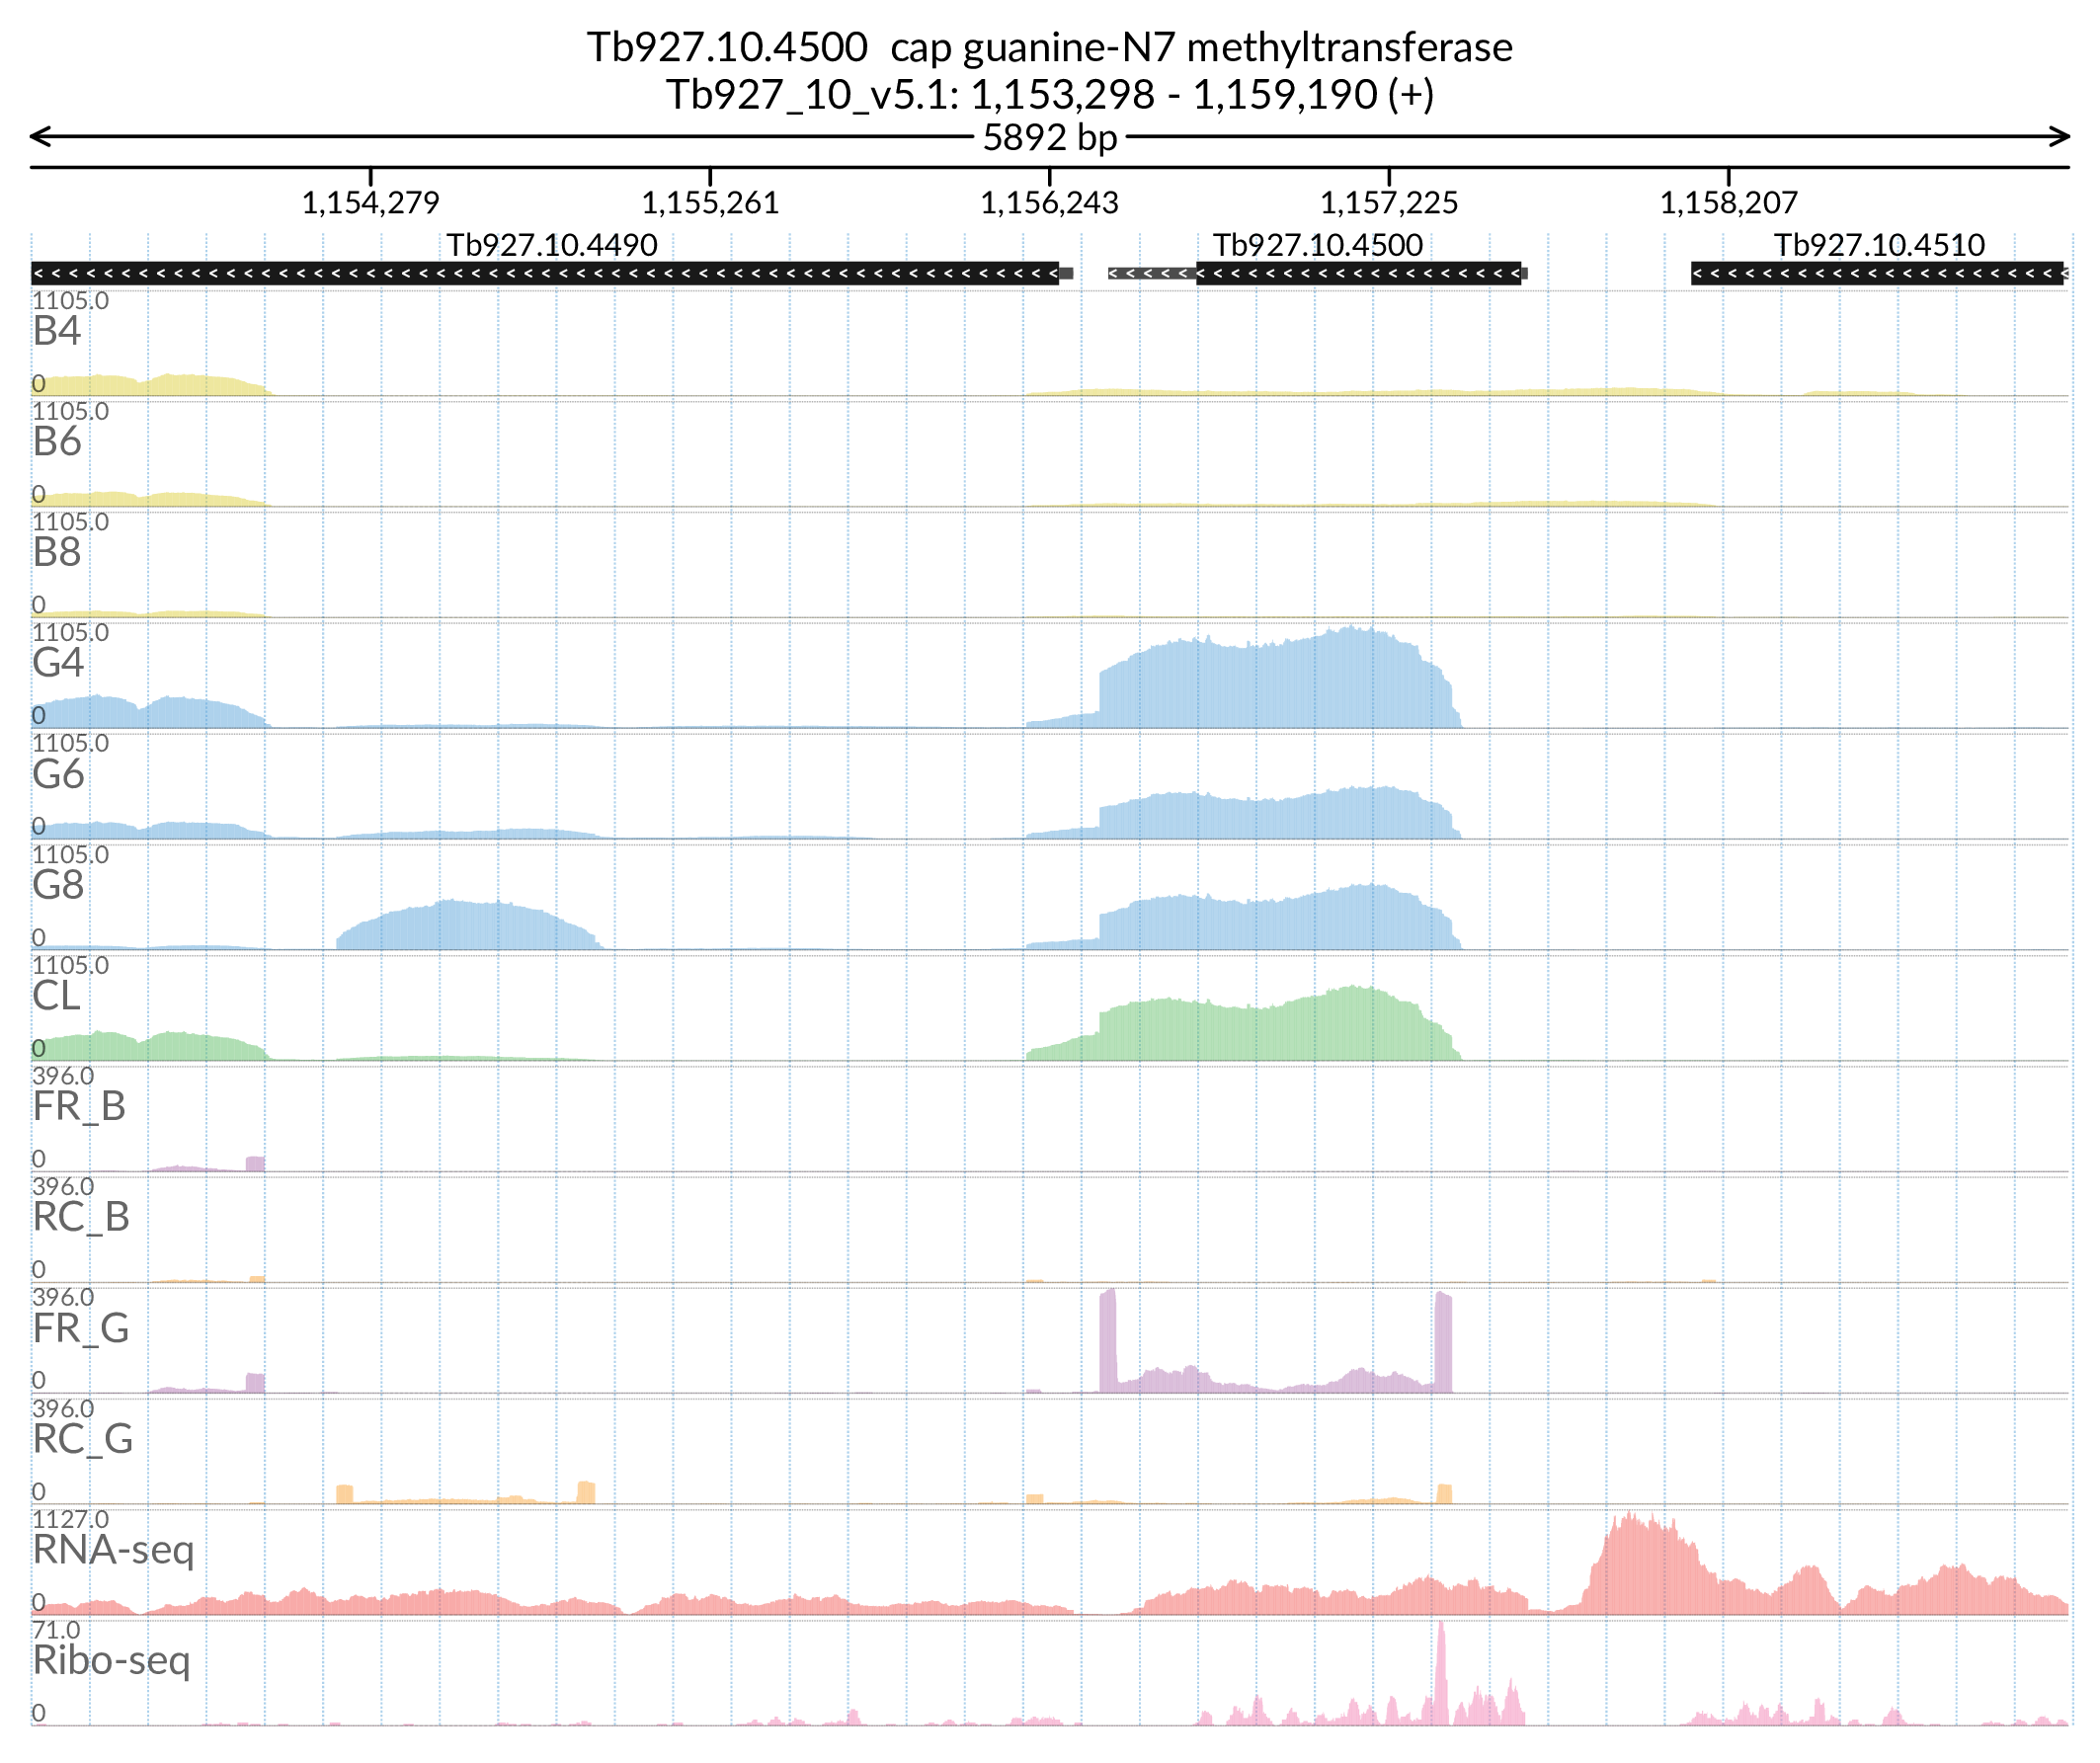 Tb927.10.4500  cap guanine-N7 methyltransferase
Tb927_10_v5.1: 1,153,298 - 1,159,190 (+)
5892 bp
1,154,279 1,155,261 1,156,243 1,157,225 1,158,207
Tb927.10.4490 Tb927.10.4500 Tb927.10.4510
1105.0
B4
0
1105.0
B6
0
1105.0
B8
0
1105.0
G4
0
1105.0
G6
0
1105.0
G8
0
1105.0
CL
0
396.0
FR_B
0
396.0
RC_B
0
396.0
FR_G
0
396.0
RC_G
0
1127.0
RNA-seq
0
71.0
Ribo-seq
0